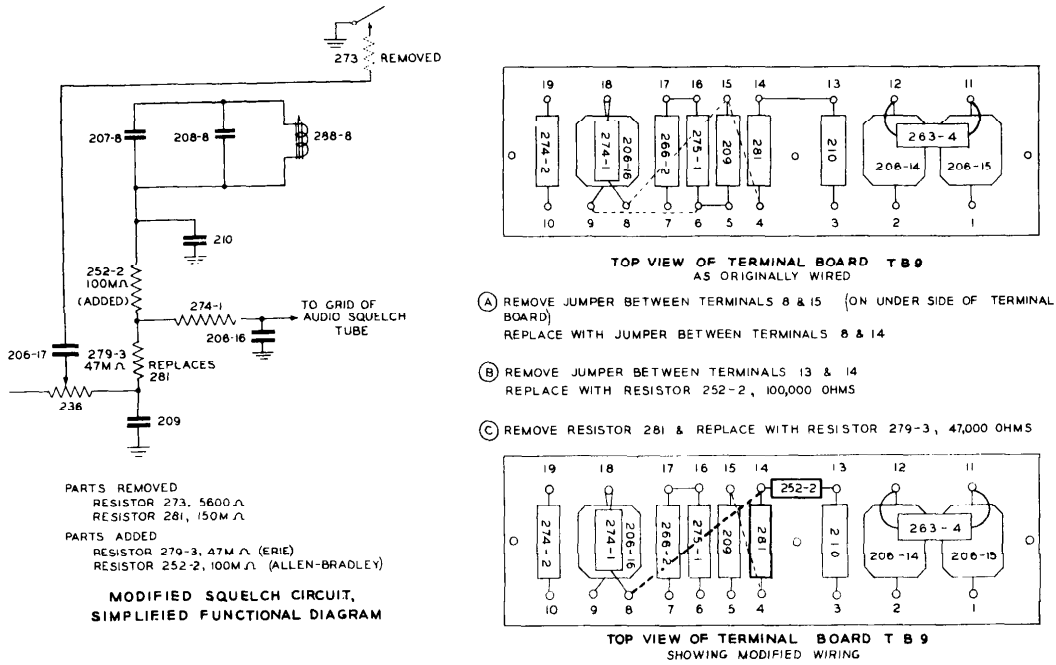 273 REMOVED
207-8
208-8
288-8
210
252-2
100MΩ
(ADDED)
274-1
TO GRID OF
AUDIO SQUELCH
TUBE
206-16
206-17
279-3
47MΩ
REPLACES
281
236
209
PARTS REMOVED
RESISTOR 273, 5600Ω
RESISTOR 281, 150MΩ
PARTS ADDED
RESISTOR 279-3, 47MΩ (ERIE)
RESISTOR 252-2, 100MΩ (ALLEN-BRADLEY)
MODIFIED SQUELCH CIRCUIT,
SIMPLIFIED FUNCTIONAL DIAGRAM
19 18 17 16 15 14 13 12 11
274-2 274-1 206-16 266-2 275-1 209 281 210 263-4
206-14 206-15
10 9 8 7 6 5 4 3 2 1
TOP VIEW OF TERMINAL BOARD TB9
AS ORIGINALLY WIRED
(A) REMOVE JUMPER BETWEEN TERMINALS 8 & 15 (ON UNDER SIDE OF TERMINAL
BOARD)
REPLACE WITH JUMPER BETWEEN TERMINALS 8 & 14
(B) REMOVE JUMPER BETWEEN TERMINALS 13 & 14
REPLACE WITH RESISTOR 252-2, 100,000 OHMS
(C) REMOVE RESISTOR 281 & REPLACE WITH RESISTOR 279-3, 47,000 OHMS
19 18 17 16 15 14 13 12 11
252-2
274-2 274-1 206-16 266-2 275-1 209 281 210 263-4
206-14 206-15
10 9 8 7 6 5 4 3 2 1
TOP VIEW OF TERMINAL BOARD TB9
SHOWING MODIFIED WIRING